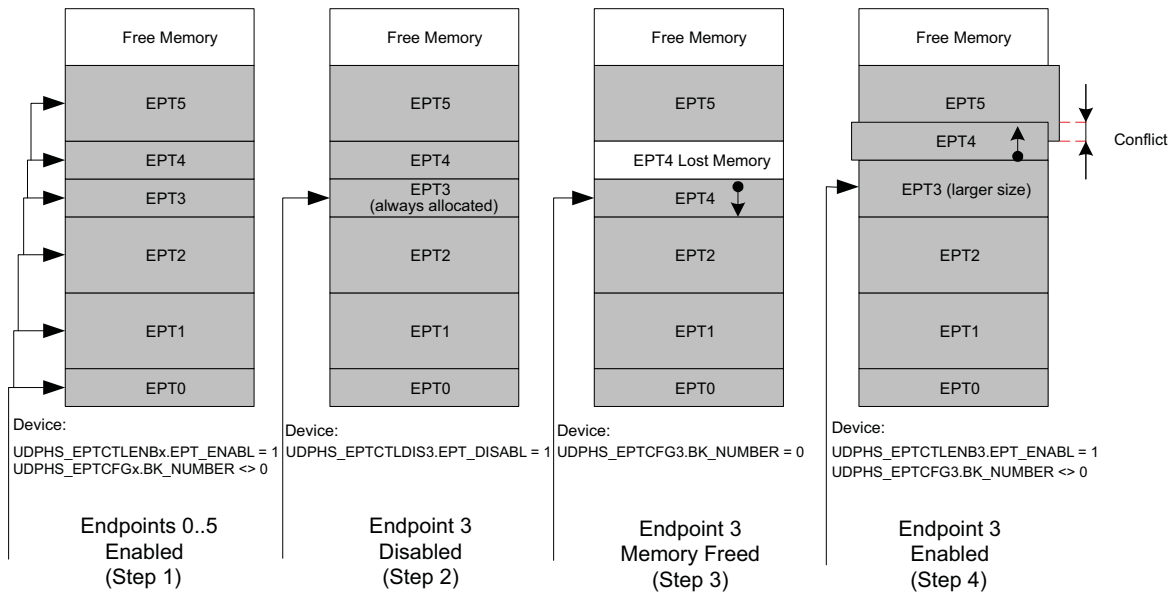 Free Memory
EPT5
EPT4
EPT3
EPT2
EPT1
EPT0
Device:
UDPHS_EPTCTLENBx.EPT_ENABL = 1
UDPHS_EPTCFGx.BK_NUMBER <> 0
Endpoints 0..5
Enabled
(Step 1)
Free Memory
EPT5
EPT4
EPT3
(always allocated)
EPT2
EPT1
EPT0
Device:
UDPHS_EPTCTLDIS3.EPT_DISABL = 1
Endpoint 3
Disabled
(Step 2)
Free Memory
EPT5
EPT4 Lost Memory
EPT4
EPT2
EPT1
EPT0
Device:
UDPHS_EPTCFG3.BK_NUMBER = 0
Endpoint 3
Memory Freed
(Step 3)
Free Memory
EPT5
EPT4
Conflict
EPT3 (larger size)
EPT2
EPT1
EPT0
Device:
UDPHS_EPTCTLENB3.EPT_ENABL = 1
UDPHS_EPTCFG3.BK_NUMBER <> 0
Endpoint 3
Enabled
(Step 4)